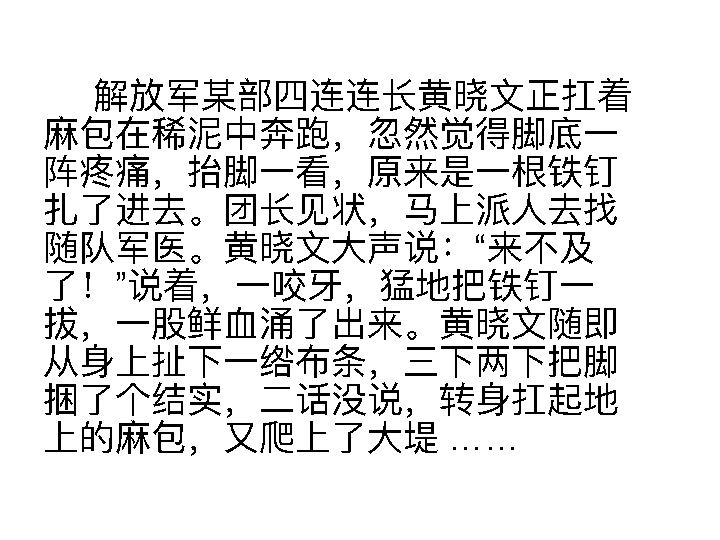 解放军某部四连连长黄晓文正扛着
麻包在稀泥中奔跑，忽然觉得脚底一
阵疼痛，抬脚一看，原来是一根铁钉
扎了进去。团长见状，马上派人去找
随队军医。黄晓文大声说：“来不及
了！”说着，一咬牙，猛地把铁钉一
拔，一股鲜血涌了出来。黄晓文随即
从身上扯下一绺布条，三下两下把脚
捆了个结实，二话没说，转身扛起地
上的麻包，又爬上了大堤 ……